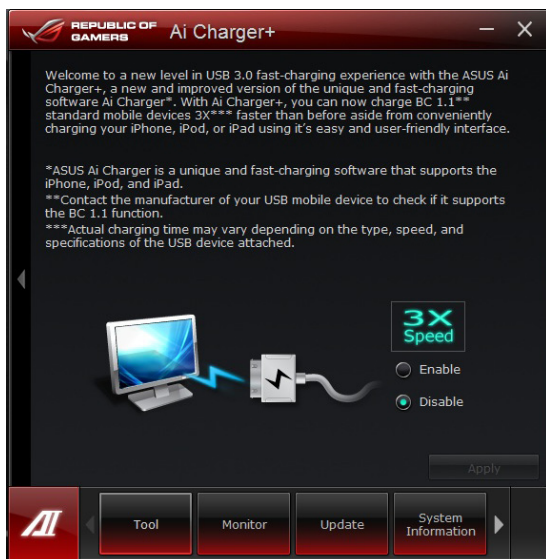 REPUBLIC OF
GAMERS
Ai Charger+
Welcome to a new level in USB 3.0 fast-charging experience with the ASUS Ai
Charger+, a new and improved version of the unique and fast-charging
software Ai Charger*. With Ai Charger+, you can now charge BC 1.1**
standard mobile devices 3X*** faster than before aside from conveniently
charging your iPhone, iPod, or iPad using it's easy and user-friendly interface.
*ASUS Ai Charger is a unique and fast-charging software that supports the
iPhone, iPod, and iPad.
**Contact the manufacturer of your USB mobile device to check if it supports
the BC 1.1 function.
***Actual charging time may vary depending on the type, speed, and
specifications of the USB device attached.
3X
Speed
Enable
Disable
Apply
AI
Tool
Monitor
Update
System
Information